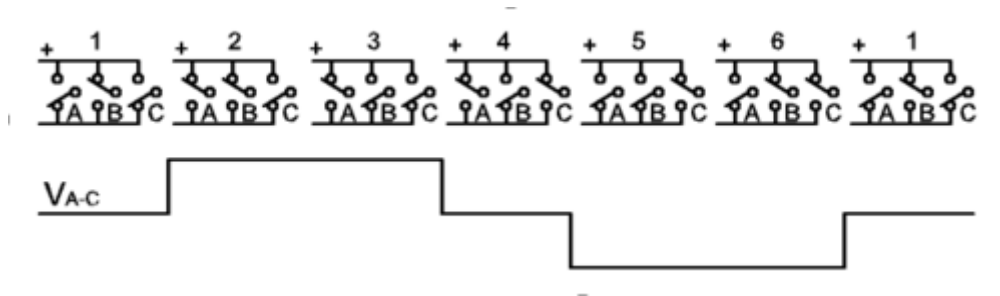 + 1 + 2 + 3 + 4 + 5 + 6 + 1
A B C A B C A B C A B C A B C A B C A B C
VA-C